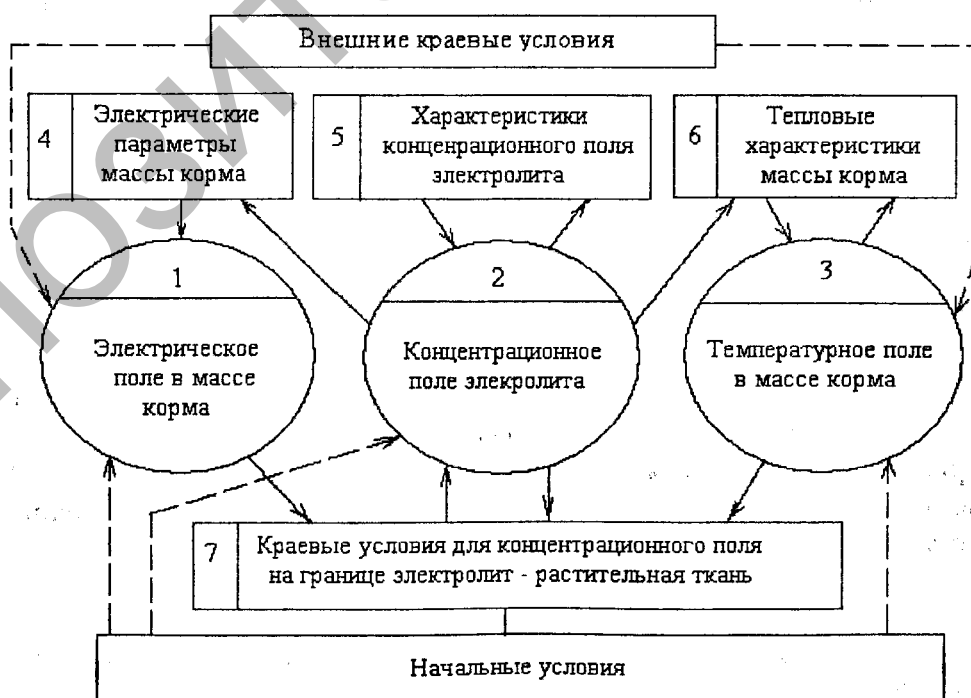 Внешние краевые условия
4
Электрические
параметры
массы корма
5
Характеристики
конценрационного поля
электролита
6
Тепловые
характеристики
массы корма
1
Электрическое
поле в массе
корма
2
Концентрационное
поле элекролита
3
Температурное поле
в массе корма
7
Краевые условия для концентрационного поля
на границе электролит - растительная ткань
Начальные условия
ПОЗИТ